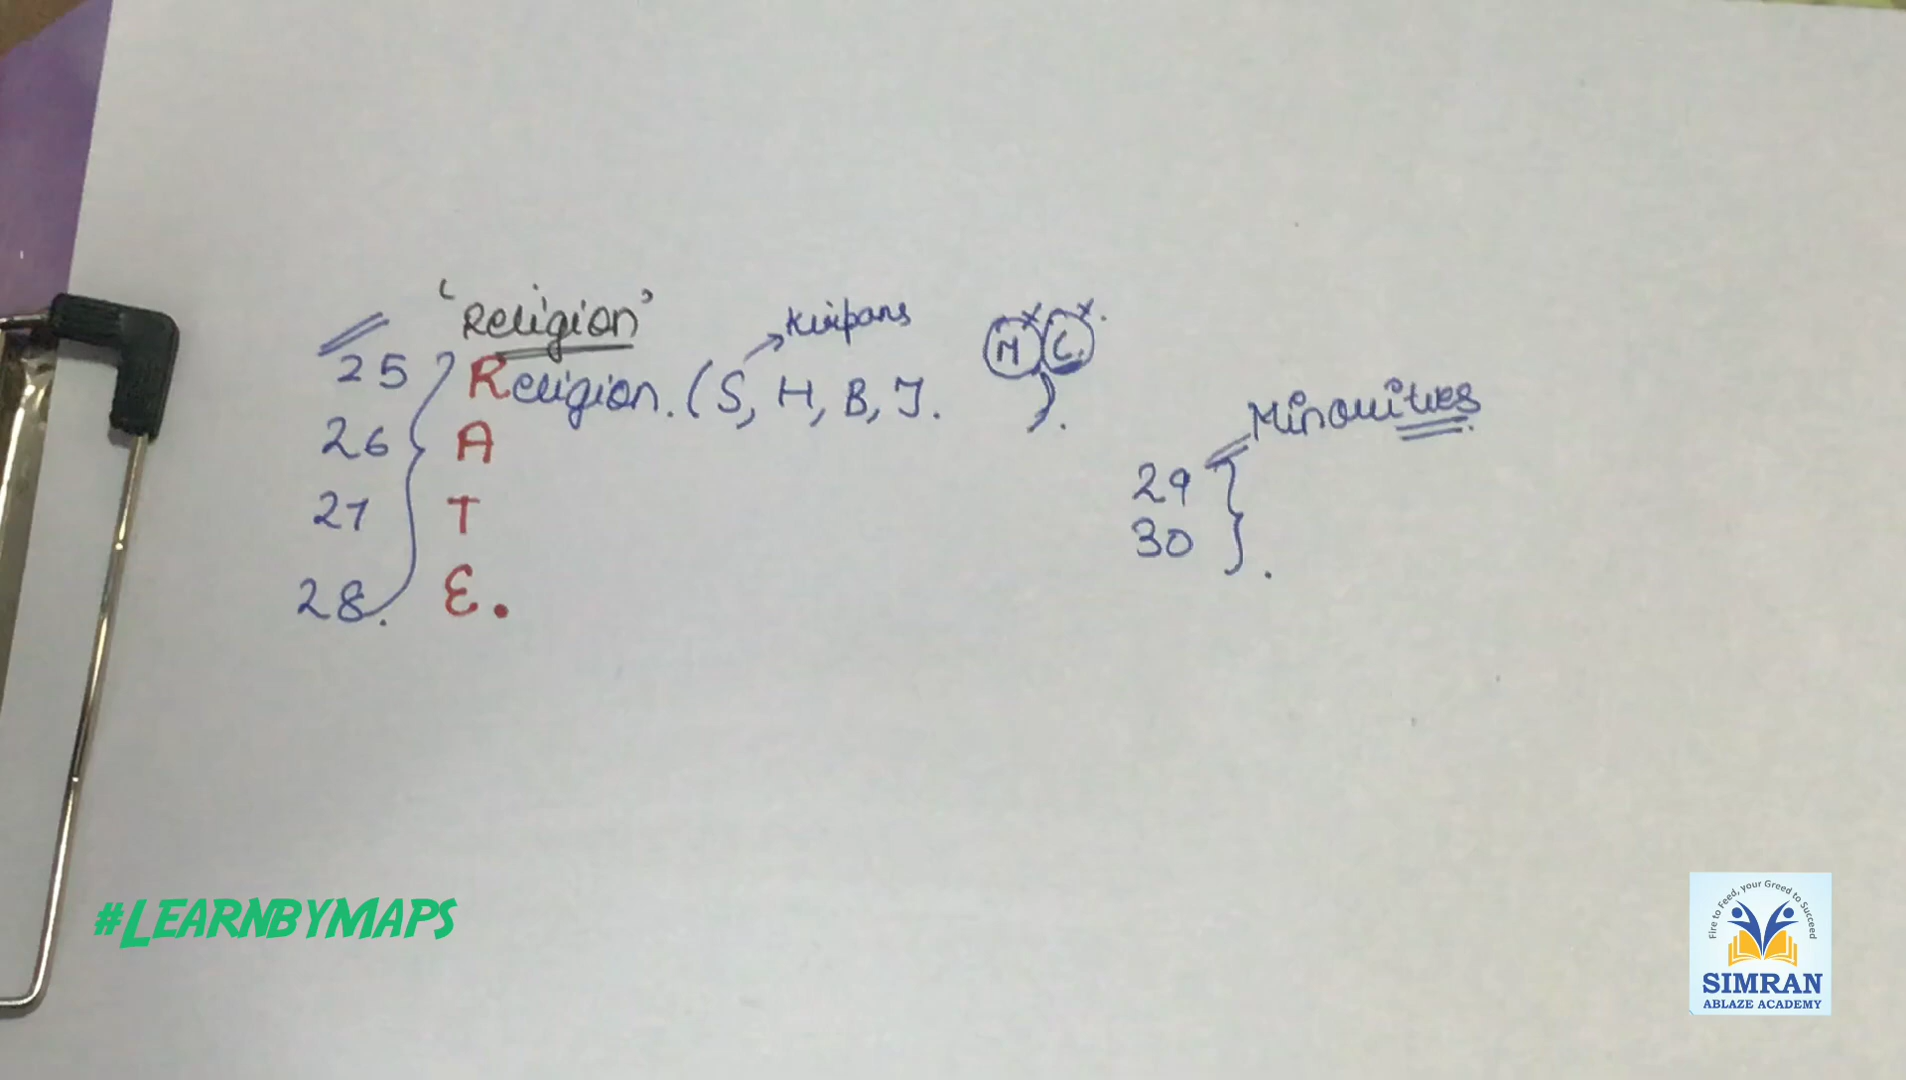 'Religion'
Kirpans
M C.
25 Religion. (S, H, B, J. ).
26 A
27 T
28. E.
Minorities
29
30
#LEARNBYMAPS
Fire to Feed, your Greed to Succeed
SIMRAN
ABLAZE ACADEMY